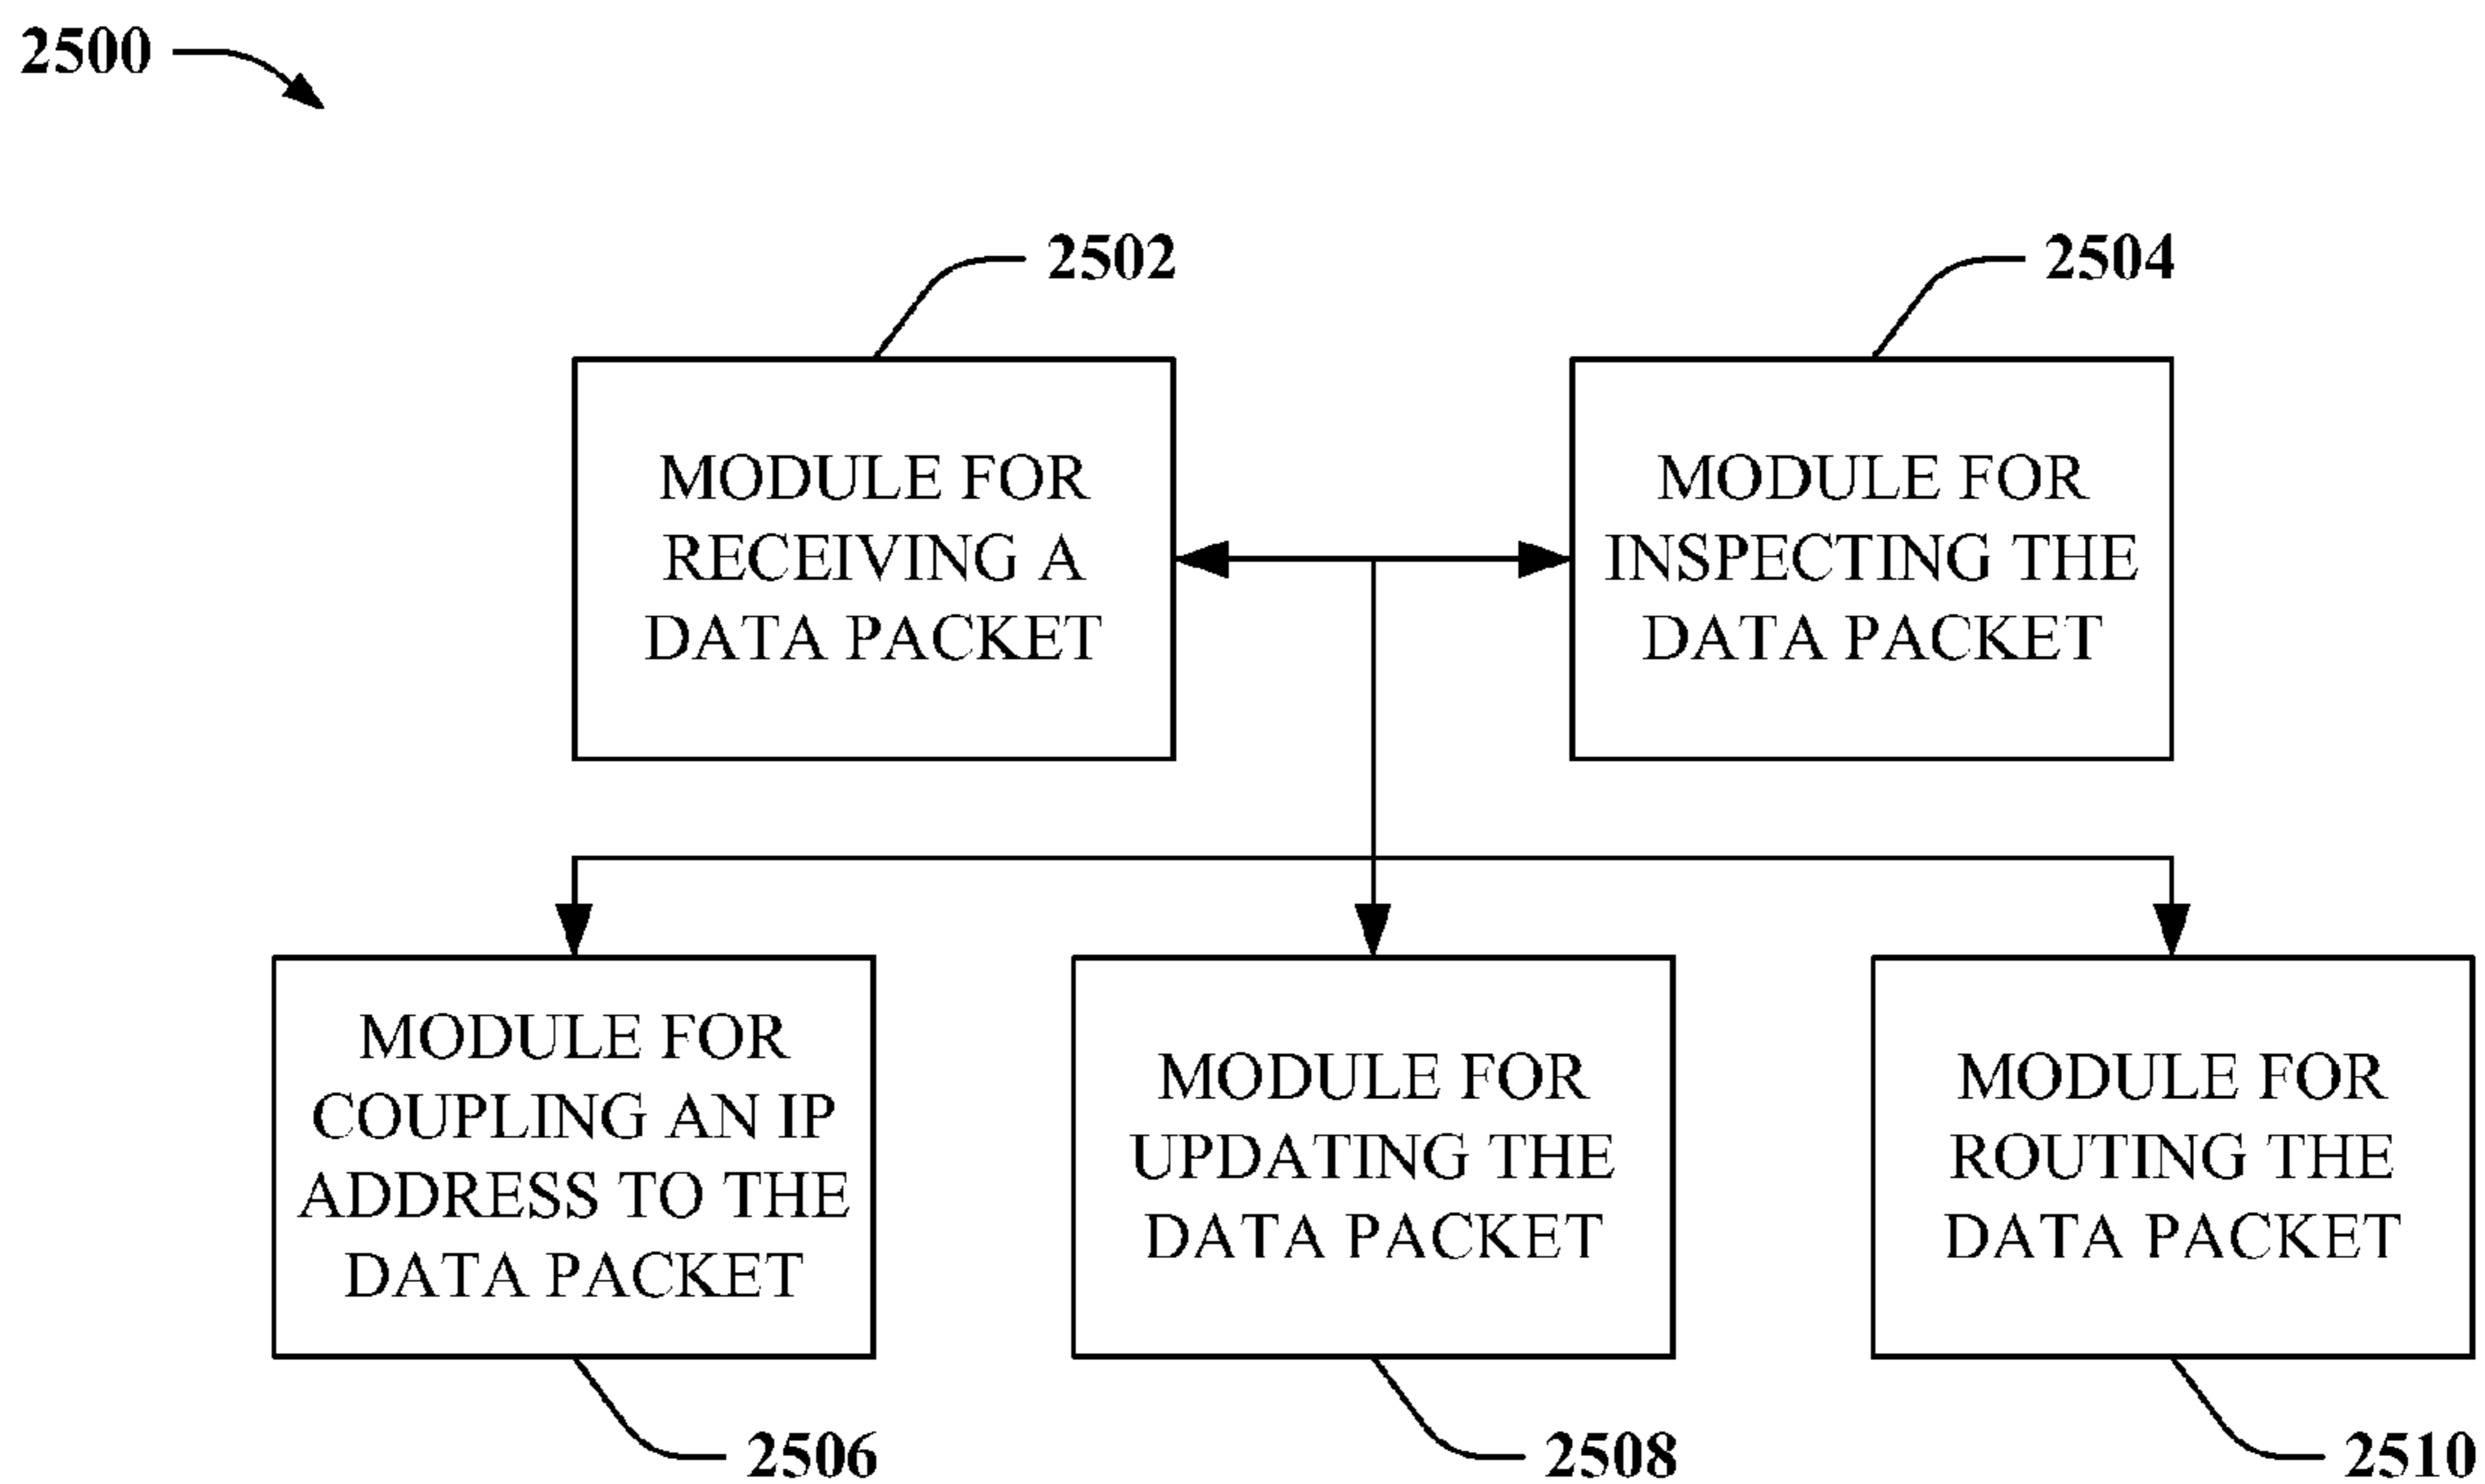 2500
2502
2504
MODULE FOR
RECEIVING A
DATA PACKET
MODULE FOR
INSPECTING THE
DATA PACKET
MODULE FOR
COUPLING AN IP
ADDRESS TO THE
DATA PACKET
MODULE FOR
UPDATING THE
DATA PACKET
MODULE FOR
ROUTING THE
DATA PACKET
2506
2508
2510